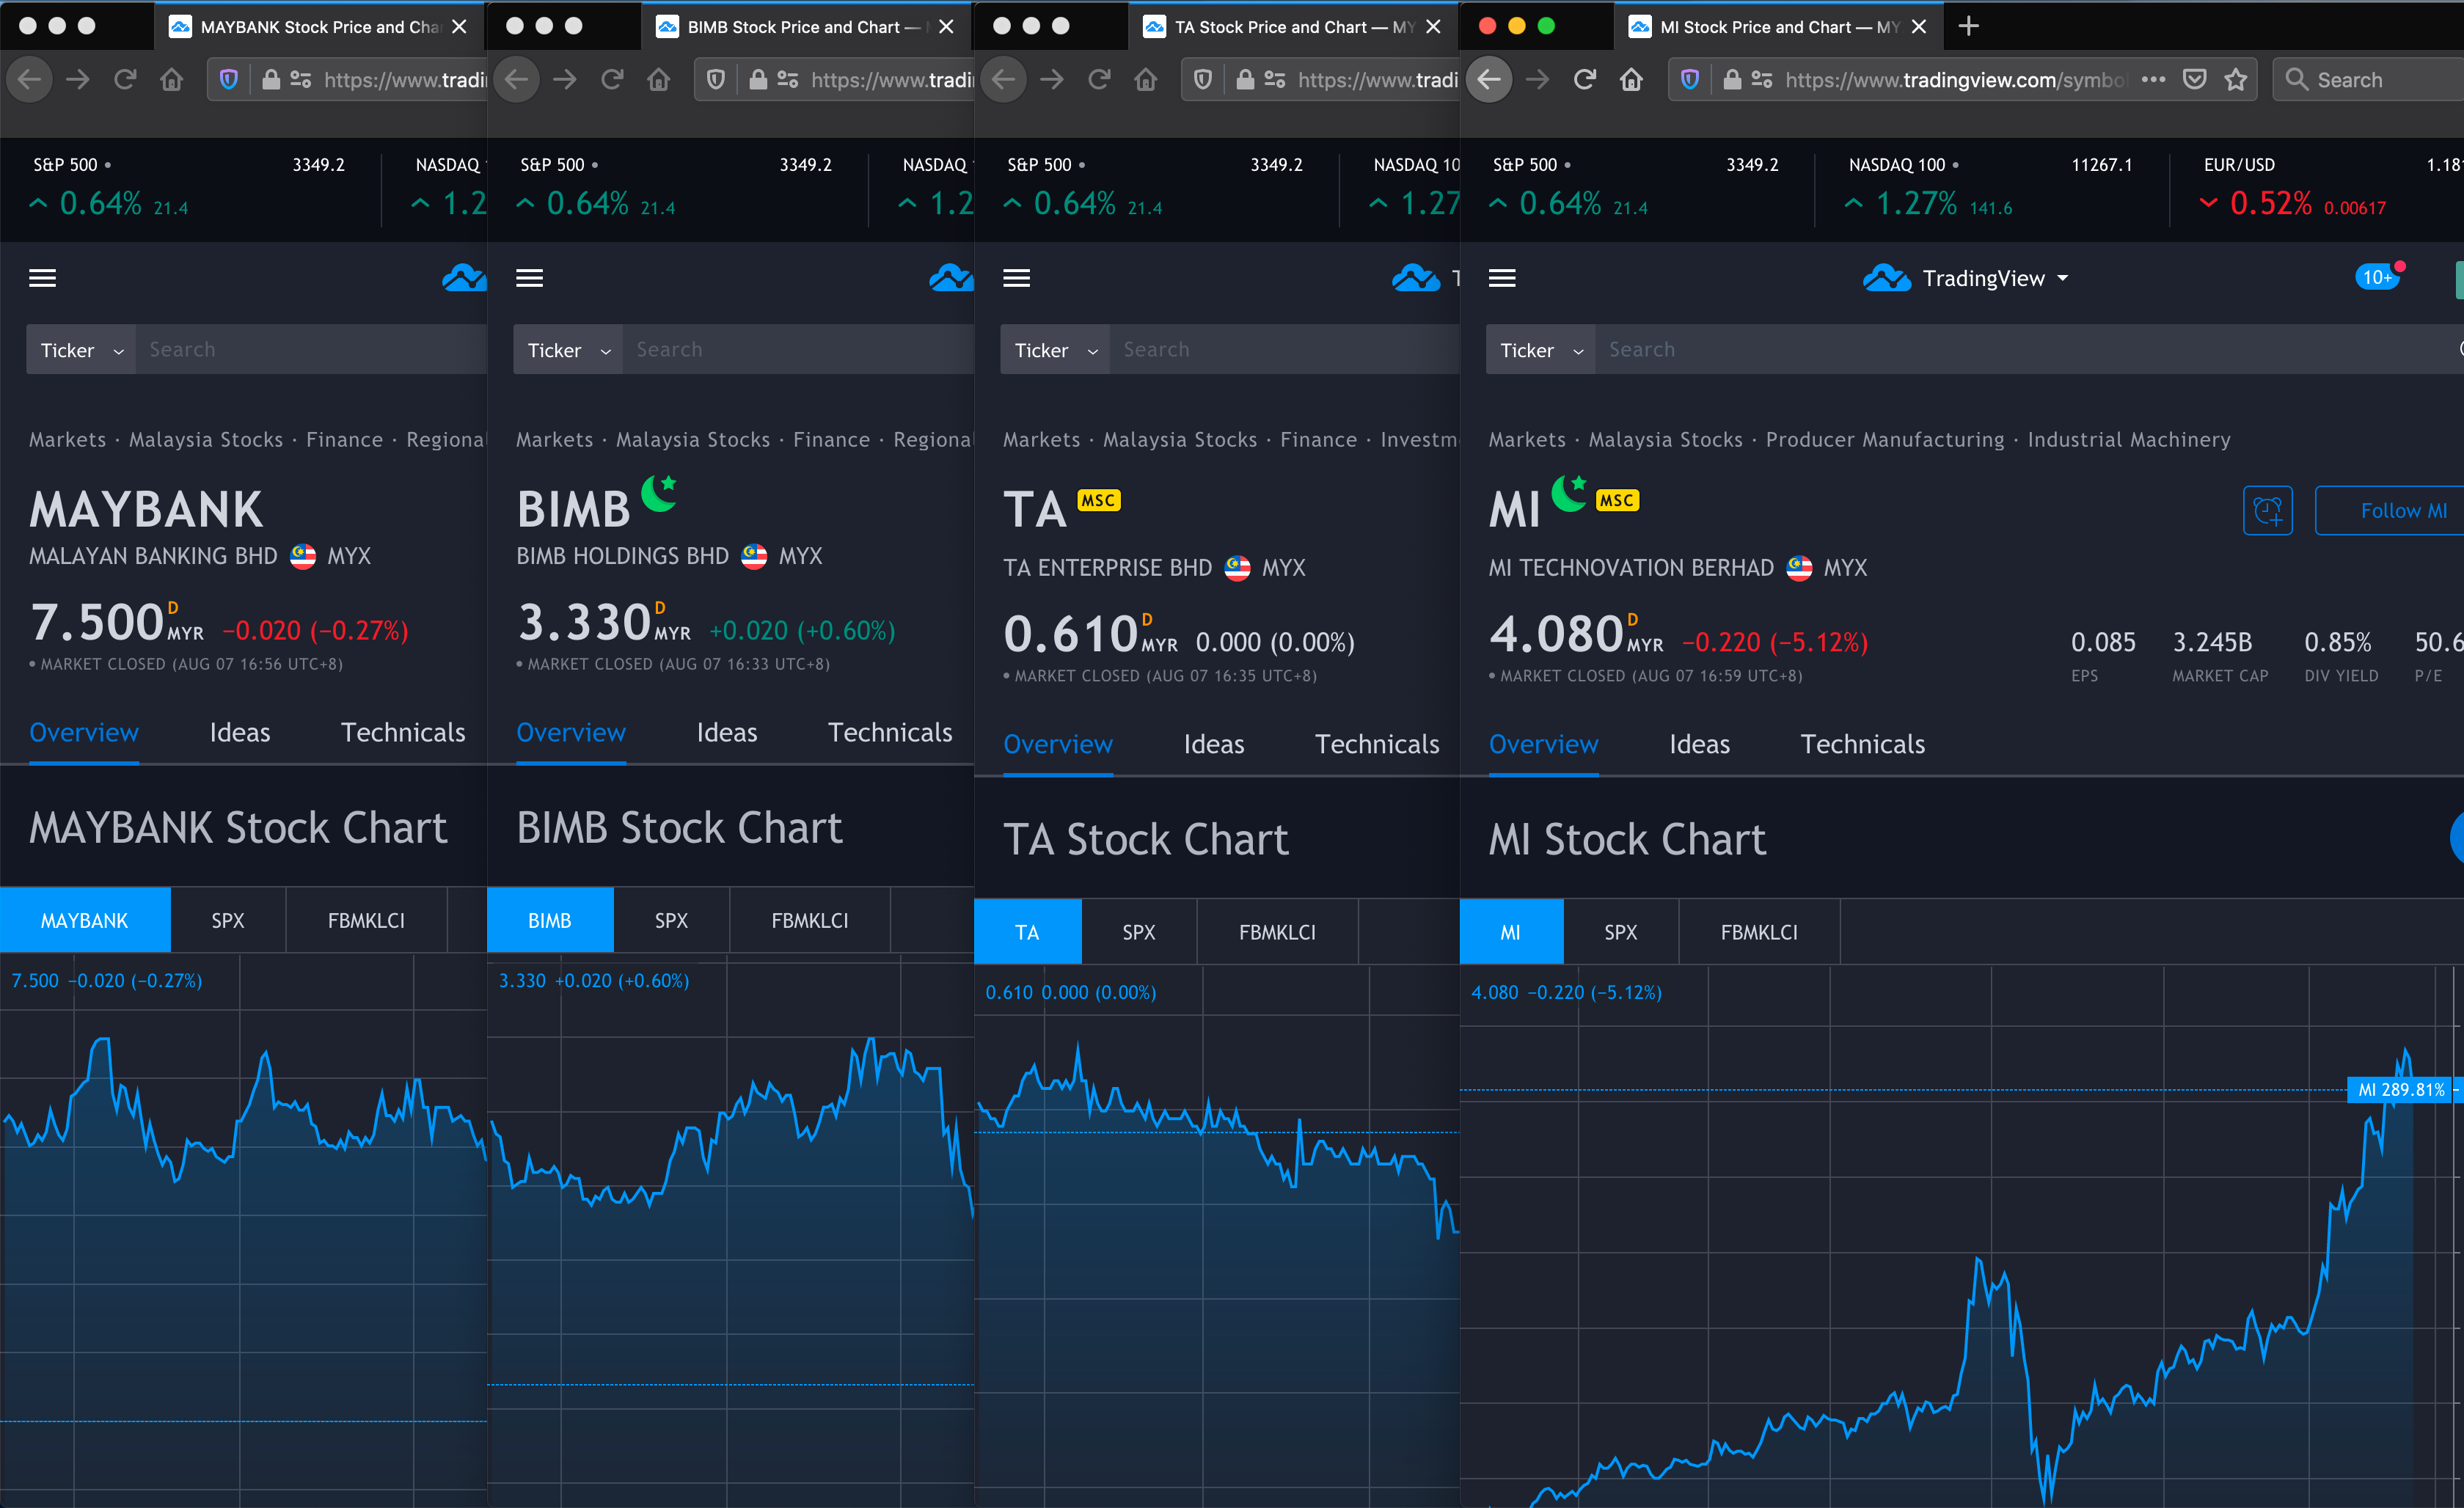 MAYBANK Stock Price and Cha
https://www.tradi
S&P 500 • 3349.2
0.64% 21.4
NASDAQ
1.2
Ticker Search
Markets · Malaysia Stocks · Finance · Regional
MAYBANK
MALAYAN BANKING BHD MYX
7.500 D MYR −0.020 (−0.27%)
• MARKET CLOSED (AUG 07 16:56 UTC+8)
Overview Ideas Technicals
MAYBANK Stock Chart
MAYBANK SPX FBMKLCI
7.500 −0.020 (−0.27%)
BIMB Stock Price and Chart —
https://www.tradi
S&P 500 • 3349.2
0.64% 21.4
NASDAQ
1.2
Ticker Search
Markets · Malaysia Stocks · Finance · Regional
BIMB
BIMB HOLDINGS BHD MYX
3.330 D MYR +0.020 (+0.60%)
• MARKET CLOSED (AUG 07 16:33 UTC+8)
Overview Ideas Technicals
BIMB Stock Chart
BIMB SPX FBMKLCI
3.330 +0.020 (+0.60%)
TA Stock Price and Chart — MY
https://www.tradi
S&P 500 • 3349.2
0.64% 21.4
NASDAQ 10
1.27
Ticker Search
Markets · Malaysia Stocks · Finance · Investm
TA MSC
TA ENTERPRISE BHD MYX
0.610 D MYR 0.000 (0.00%)
• MARKET CLOSED (AUG 07 16:35 UTC+8)
Overview Ideas Technicals
TA Stock Chart
TA SPX FBMKLCI
0.610 0.000 (0.00%)
MI Stock Price and Chart — MY
https://www.tradingview.com/symbol Search
S&P 500 • 3349.2
0.64% 21.4
NASDAQ 100 • 11267.1
1.27% 141.6
EUR/USD 1.18
0.52% 0.00617
TradingView 10+
Ticker Search
Markets · Malaysia Stocks · Producer Manufacturing · Industrial Machinery
MI MSC
Follow MI
MI TECHNOVATION BERHAD MYX
4.080 D MYR −0.220 (−5.12%)
• MARKET CLOSED (AUG 07 16:59 UTC+8)
0.085 3.245B 0.85% 50.6
EPS MARKET CAP DIV YIELD P/E
Overview Ideas Technicals
MI Stock Chart
MI SPX FBMKLCI
4.080 −0.220 (−5.12%)
MI 289.81%